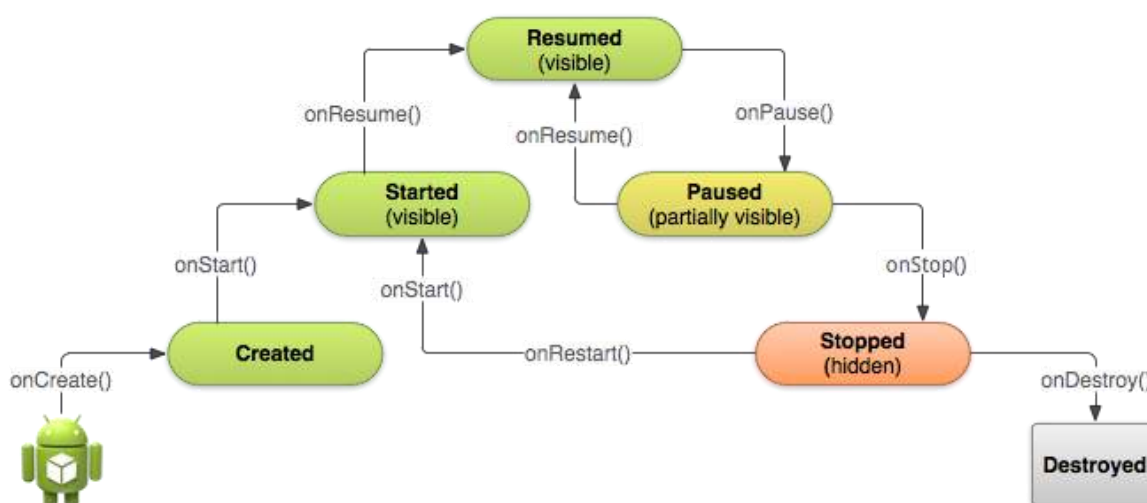 Resumed
(visible)
onResume()
onResume()
onPause()
Started
(visible)
Paused
(partially visible)
onStart()
onStart()
onStop()
Created
onRestart()
Stopped
(hidden)
onCreate()
onDestroy()
Destroyed